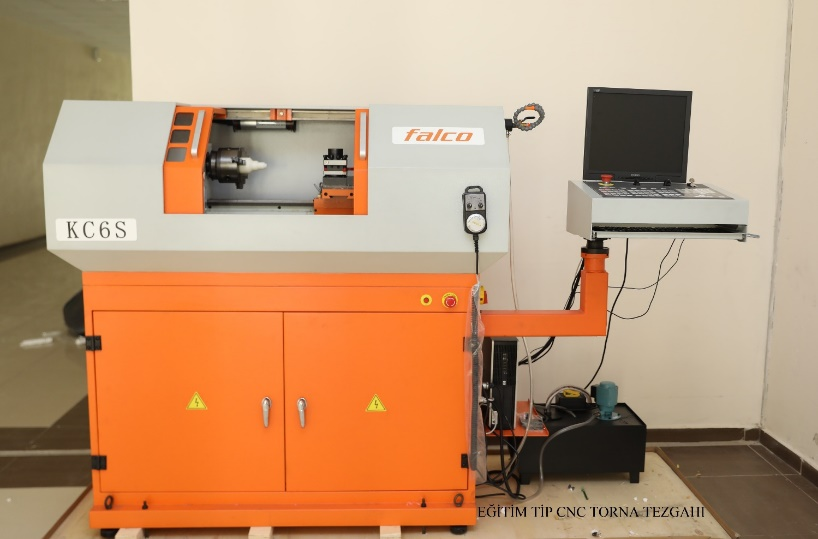 falco
KC6S
EĞİTİM TİP CNC TORNA TEZGAHI